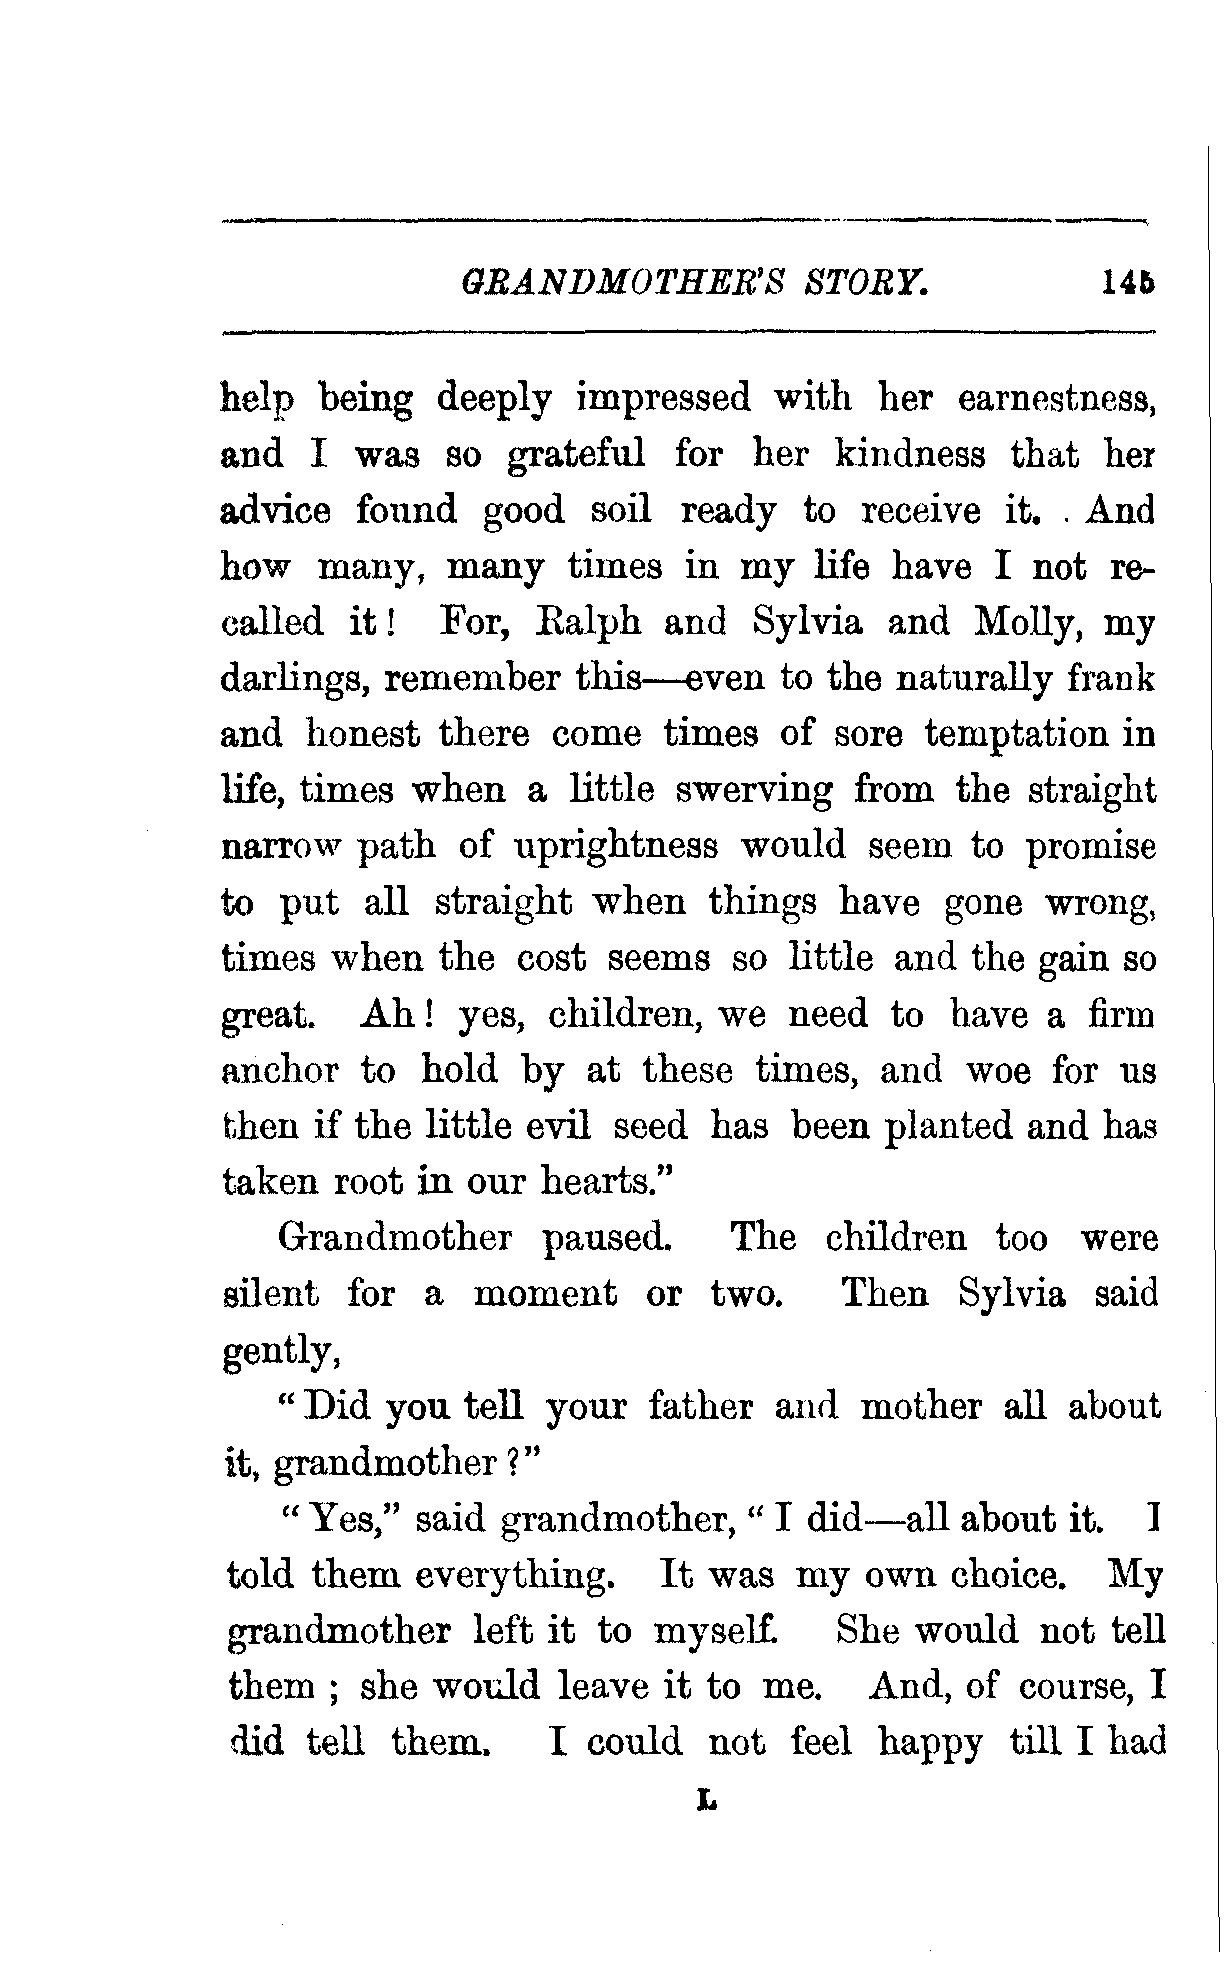 GRANDMOTHER'S STORY. 145
help being deeply impressed with her earnestness,
and I was so grateful for her kindness that her
advice found good soil ready to receive it. And
how many, many times in my life have I not re-
called it! For, Ralph and Sylvia and Molly, my
darlings, remember this—even to the naturally frank
and honest there come times of sore temptation in
life, times when a little swerving from the straight
narrow path of uprightness would seem to promise
to put all straight when things have gone wrong,
times when the cost seems so little and the gain so
great. Ah! yes, children, we need to have a firm
anchor to hold by at these times, and woe for us
then if the little evil seed has been planted and has
taken root in our hearts."
Grandmother paused. The children too were
silent for a moment or two. Then Sylvia said
gently,
"Did you tell your father and mother all about
it, grandmother?"
"Yes," said grandmother, "I did—all about it. I
told them everything. It was my own choice. My
grandmother left it to myself. She would not tell
them; she would leave it to me. And, of course, I
did tell them. I could not feel happy till I had
L